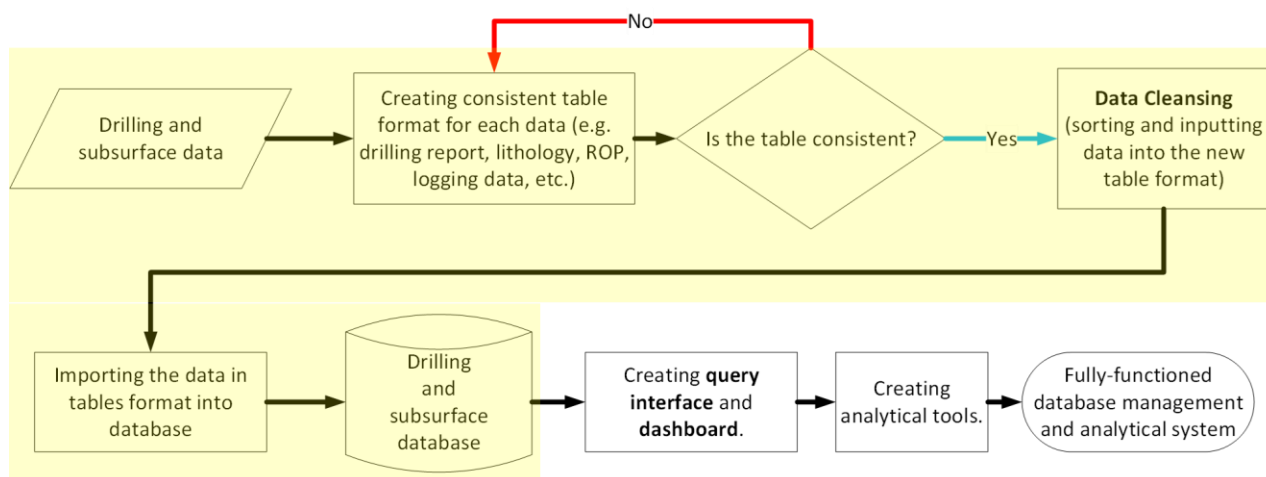 No
Drilling and
subsurface data
Creating consistent table
format for each data (e.g.
drilling report, lithology, ROP,
logging data, etc.)
Is the table consistent?
Yes
Data Cleansing
(sorting and inputting
data into the new
table format)
Importing the data in
tables format into
database
Drilling
and
subsurface
database
Creating query
interface and
dashboard.
Creating
analytical tools.
Fully-functioned
database management
and analytical system